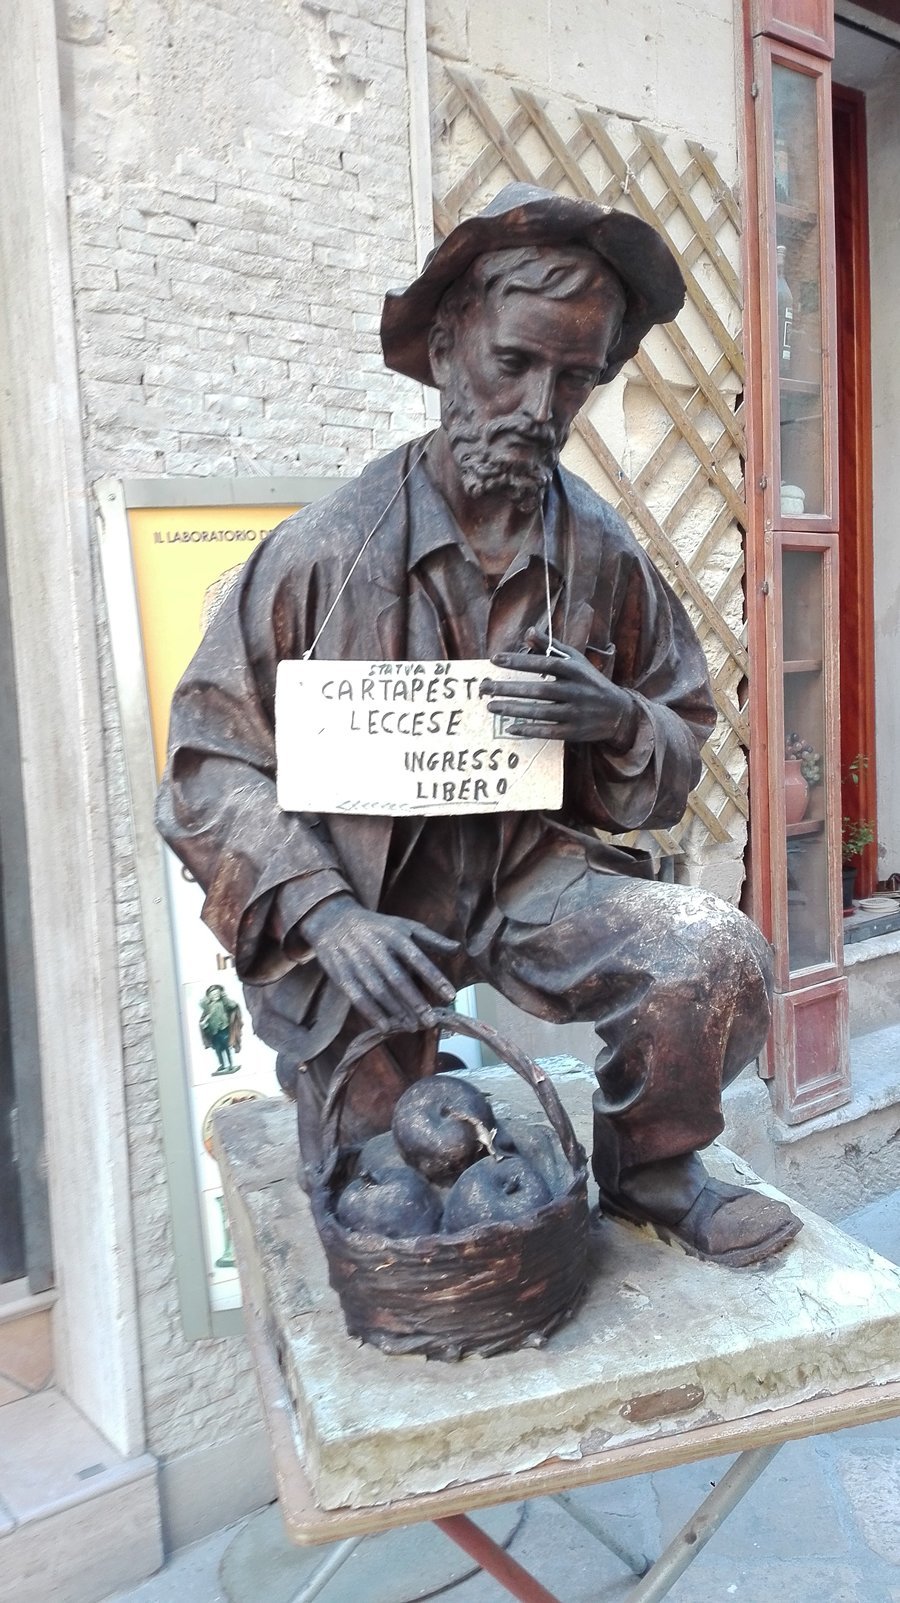 IL LABORATORIO
STATUA DI
CARTAPESTA
LECCESE
INGRESSO
LIBERO